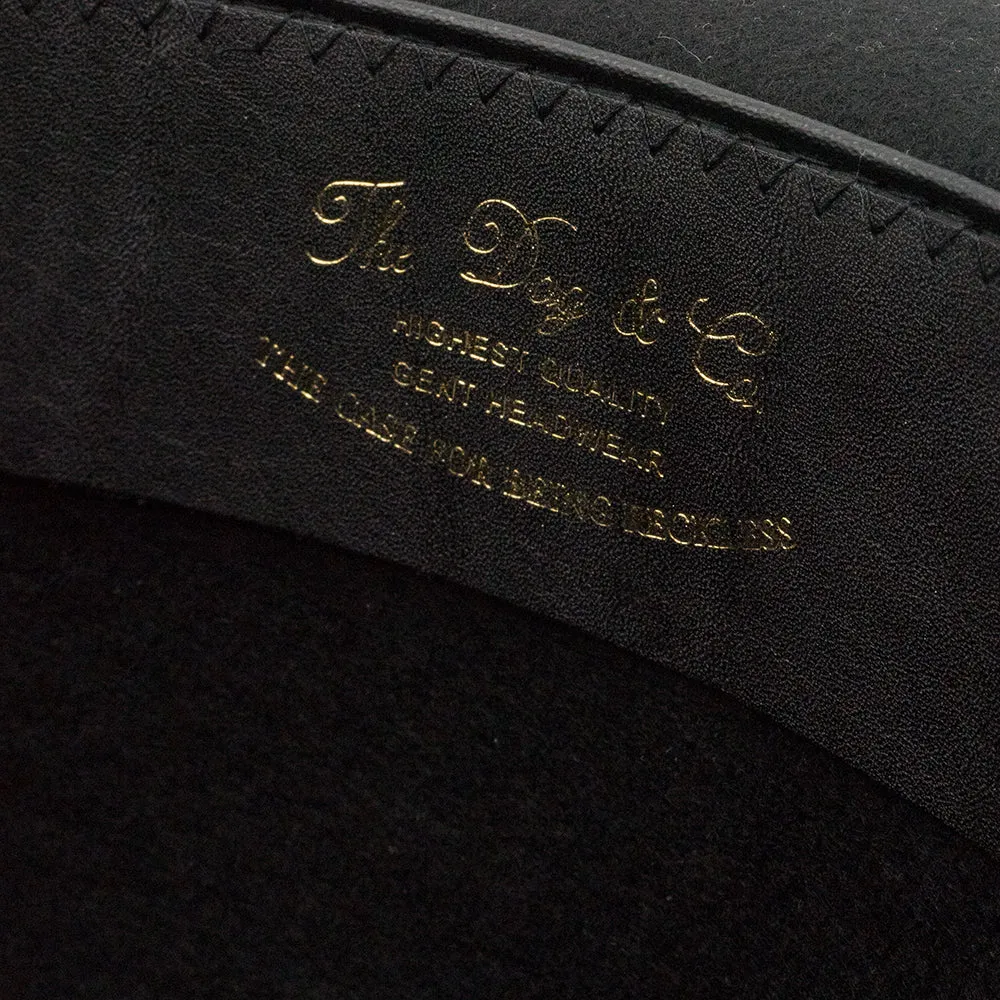 The Dog & Co.
HIGHEST QUALITY
GENT HEADWEAR
THE CASE FOR BEING RECKLESS